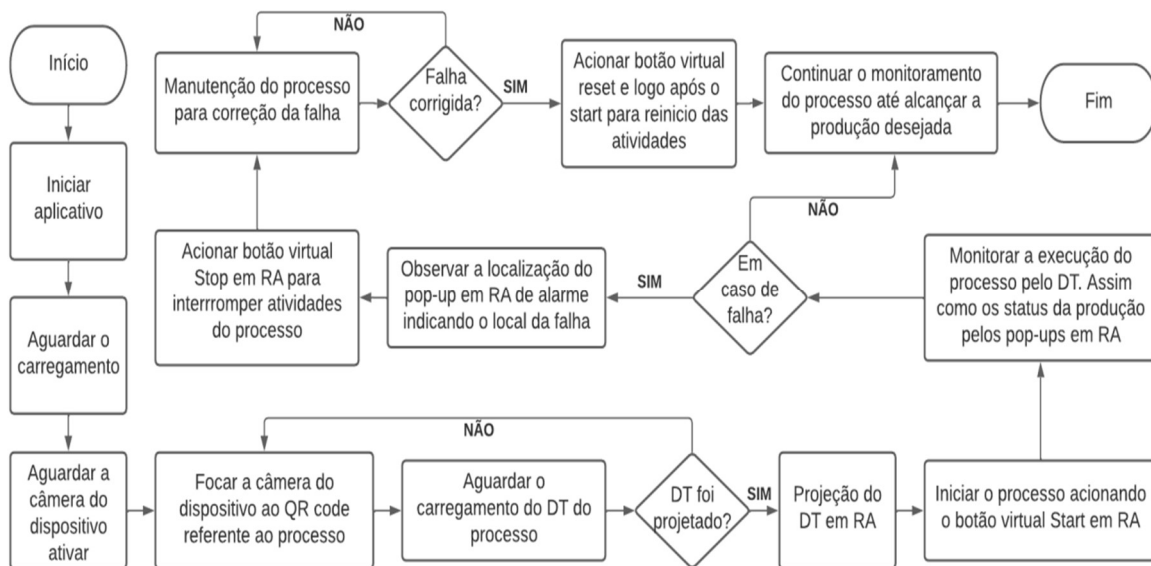 Início
Iniciar
aplicativo
Aguardar o
carregamento
Aguardar a
câmera do
dispositivo
ativar
Focar a câmera do
dispositivo ao QR code
referente ao processo
Aguardar o
carregamento do DT do
processo
DT foi
projetado?
NÃO
SIM
Projeção do
DT em RA
Iniciar o processo acionando
o botão virtual Start em RA
Monitorar a execução do
processo pelo DT. Assim
como os status da produção
pelos pop-ups em RA
Em
caso de
falha?
NÃO
SIM
Observar a localização do
pop-up em RA de alarme
indicando o local da falha
Acionar botão virtual
Stop em RA para
interrromper atividades
do processo
Manutenção do processo
para correção da falha
Falha
corrigida?
NÃO
SIM
Acionar botão virtual
reset e logo após o
start para reinicio das
atividades
Continuar o monitoramento
do processo até alcançar a
produção desejada
Fim